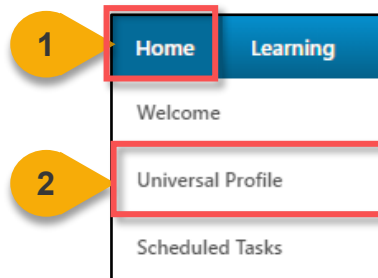 1
Home Learning
Welcome
2
Universal Profile
Scheduled Tasks